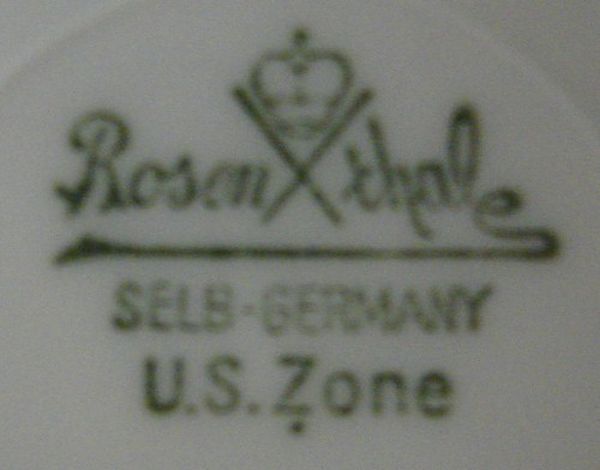 Rosenthal
SELB-GERMANY
U.S. Zone